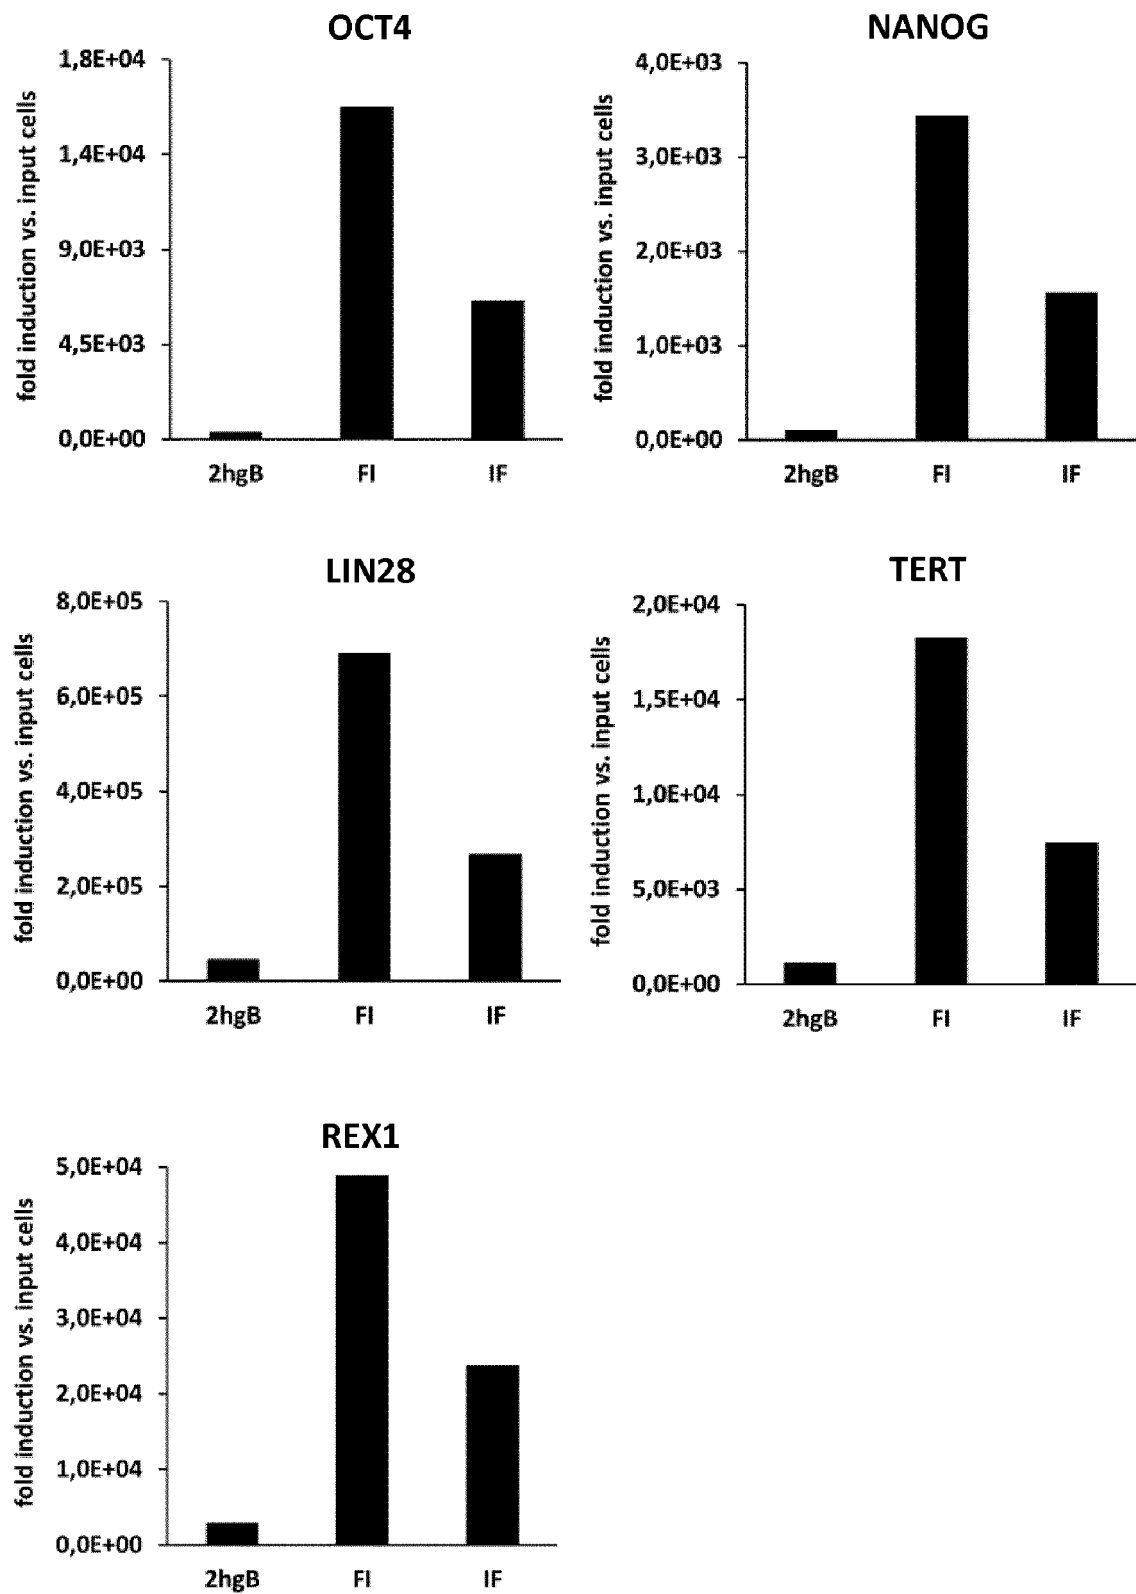 OCT4
fold induction vs. input cells
1,8E+04
1,4E+04
9,0E+03
4,5E+03
0,0E+00
2hgB FI IF
NANOG
fold induction vs. input cells
4,0E+03
3,0E+03
2,0E+03
1,0E+03
0,0E+00
2hgB FI IF
LIN28
fold induction vs. input cells
8,0E+05
6,0E+05
4,0E+05
2,0E+05
0,0E+00
2hgB FI IF
TERT
fold induction vs. input cells
2,0E+04
1,5E+04
1,0E+04
5,0E+03
0,0E+00
2hgB FI IF
REX1
fold induction vs. input cells
5,0E+04
4,0E+04
3,0E+04
2,0E+04
1,0E+04
0,0E+00
2hgB FI IF